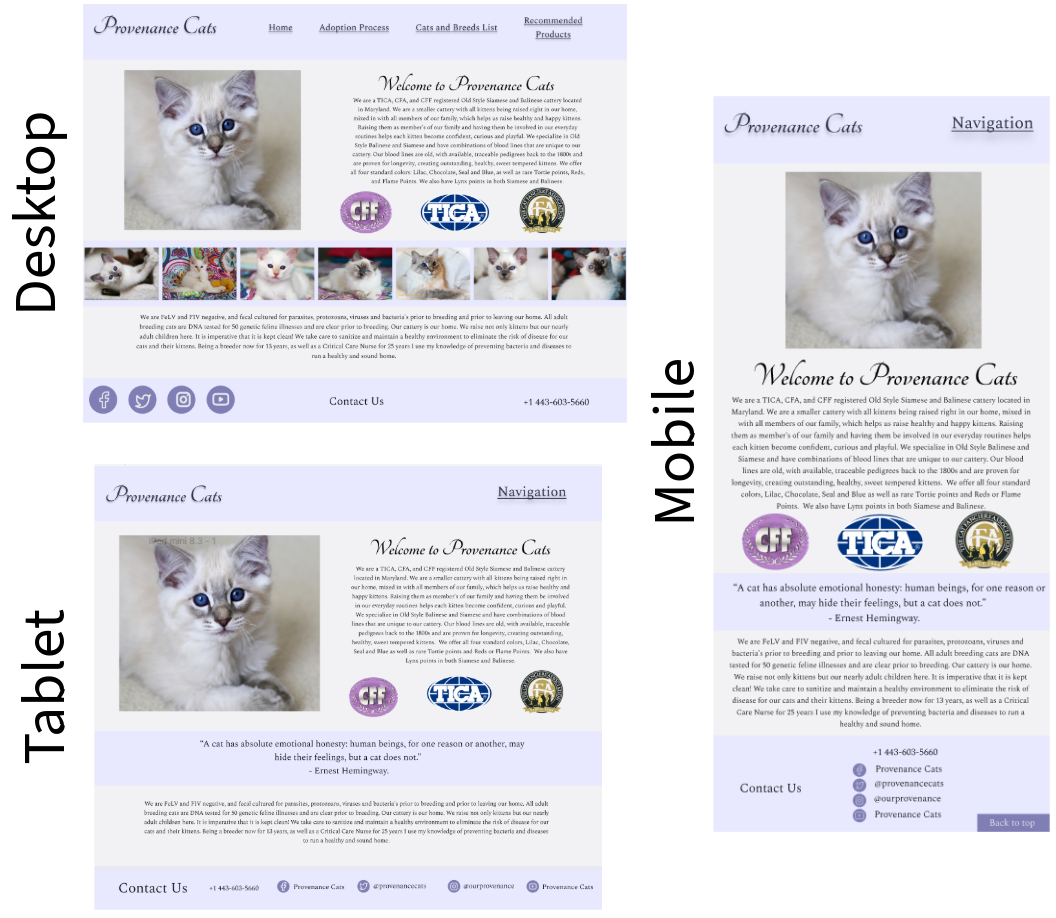 Desktop
Provenance Cats
Home
Adoption Process
Cats and Breeds List
Recommended
Products
Welcome to Provenance Cats
We are a TICA, CFA, and CFF registered Old Style Siamese and Balinese cattery located
in Maryland. We are a smaller cattery with all kittens being raised right in our home,
mixed in with all members of our family, which helps as raise healthy and happy kittens.
Raising them as member's of our family and having them be involved in our everyday
routines helps each kitten become confident, curious and playful. We specialize in Old
Style Balinese and Siamese and have combinations of blood lines that are unique to our
cattery. Our blood lines are old, with available, traceable pedigrees back to the 1800s and
are proven for longevity, creating outstanding, healthy, sweet tempered kittens. We offer
all four standard colors: Lilac, Chocolate, Seal and Blue, as well as rare Tortie points, Reds,
and Flame Points. We also have Lynx points in both Siamese and Balinese.
CFF
TICA
We are FeLV and FIV negative, and fecal cultured for parasites, protozoans, viruses and bacteria's prior to breeding and prior to leaving our home. All adult
breeding cats are DNA tested for 50 genetic feline illnesses and are clear prior to breeding. Our cattery is our home. We raise not only kittens but our nearly
adult children here. It is imperative that it is kept clean! We take care to sanitize and maintain a healthy environment to eliminate the risk of disease for our
cats and their kittens. Being a breeder now for 13 years, as well as a Critical Care Nurse for 25 years I use my knowledge of preventing bacteria and diseases to
run a healthy and sound home.
Contact Us
+1 443-603-5660
Tablet
Provenance Cats
Navigation
iPad mini 8.3 - 1
Welcome to Provenance Cats
We are a TICA, CFA, and CFF registered Old Style Siamese and Balinese cattery
located in Maryland. We are a smaller cattery with all kittens being raised right in
our home, mixed in with all members of our family, which helps as raise healthy and
happy kittens. Raising them as member's of our family and having them be involved
in our everyday routines helps each kitten become confident, curious and playful.
We specialize in Old Style Balinese and Siamese and have combinations of blood
lines that are unique to our cattery. Our blood lines are old, with available, traceable
pedigrees back to the 1800s and are proven for longevity, creating outstanding,
healthy, sweet tempered kittens. We offer all four standard colors, Lilac, Chocolate,
Seal and Blue as well as rare Tortie points and Reds or Flame Points. We also have
Lynx points in both Siamese and Balinese.
CFF
TICA
"A cat has absolute emotional honesty: human beings, for one reason or another, may
hide their feelings, but a cat does not."
- Ernest Hemingway.
We are FeLV and FIV negative, and fecal cultured for parasites, protozoans, viruses and bacteria's prior to breeding and prior to leaving our home. All adult
breeding cats are DNA tested for 50 genetic feline illnesses and are clear prior to breeding. Our cattery is our home. We raise not only kittens but our nearly
adult children here. It is imperative that it is kept clean! We take care to sanitize and maintain a healthy environment to eliminate the risk of disease for our
cats and their kittens. Being a breeder now for 13 years, as well as a Critical Care Nurse for 25 years I use my knowledge of preventing bacteria and diseases
to run a healthy and sound home.
Contact Us
+1 443-603-5660
Provenance Cats
@provenancecats
@ourprovenance
Provenance Cats
Mobile
Provenance Cats
Navigation
Welcome to Provenance Cats
We are a TICA, CFA, and CFF registered Old Style Siamese and Balinese cattery located in
Maryland. We are a smaller cattery with all kittens being raised right in our home, mixed in
with all members of our family, which helps as raise healthy and happy kittens. Raising
them as member's of our family and having them be involved in our everyday routines helps
each kitten become confident, curious and playful. We specialize in Old Style Balinese and
Siamese and have combinations of blood lines that are unique to our cattery. Our blood
lines are old, with available, traceable pedigrees back to the 1800s and are proven for
longevity, creating outstanding, healthy, sweet tempered kittens. We offer all four standard
colors, Lilac, Chocolate, Seal and Blue as well as rare Tortie points and Reds or Flame
Points. We also have Lynx points in both Siamese and Balinese.
CFF
TICA
"A cat has absolute emotional honesty: human beings, for one reason or
another, may hide their feelings, but a cat does not."
- Ernest Hemingway.
We are FeLV and FIV negative, and fecal cultured for parasites, protozoans, viruses and
bacteria's prior to breeding and prior to leaving our home. All adult breeding cats are DNA
tested for 50 genetic feline illnesses and are clear prior to breeding. Our cattery is our home.
We raise not only kittens but our nearly adult children here. It is imperative that it is kept
clean! We take care to sanitize and maintain a healthy environment to eliminate the risk of
disease for our cats and their kittens. Being a breeder now for 13 years, as well as a Critical
Care Nurse for 25 years I use my knowledge of preventing bacteria and diseases to run a
healthy and sound home.
Contact Us
+1 443-603-5660
Provenance Cats
@provenancecats
@ourprovenance
Provenance Cats
Back to top